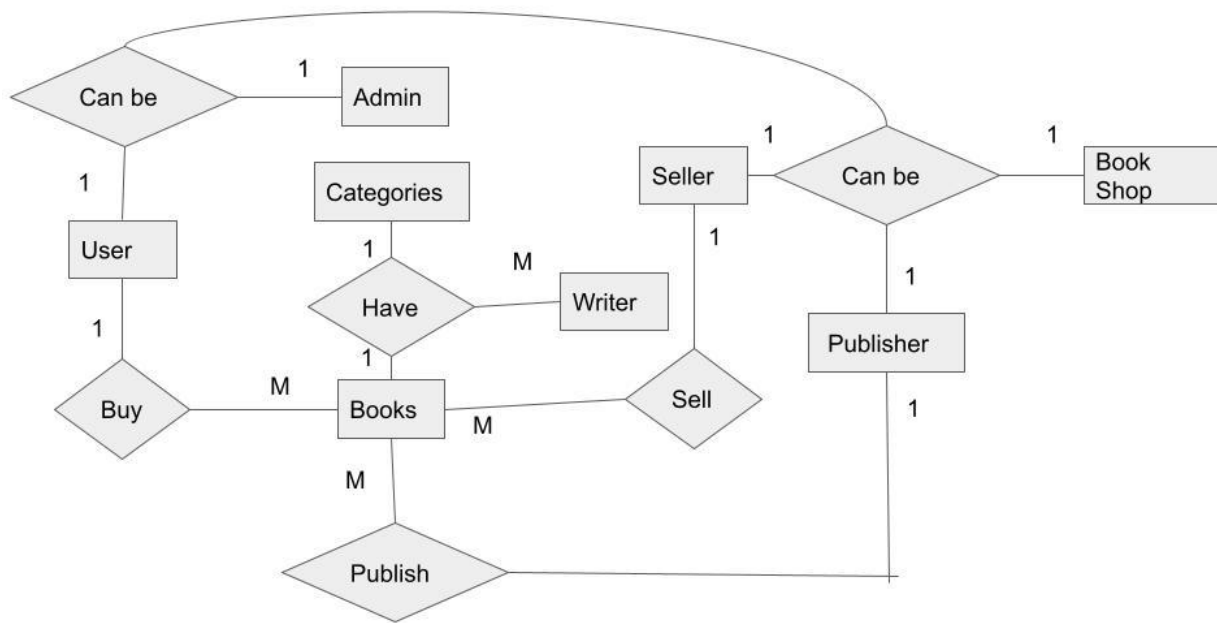 Can be
1
Admin
1
User
1
Buy
M
Categories
1
Have
M
Writer
1
Books
M
Publish
M
Sell
1
Seller
1
Can be
1
Book
Shop
1
Publisher
1